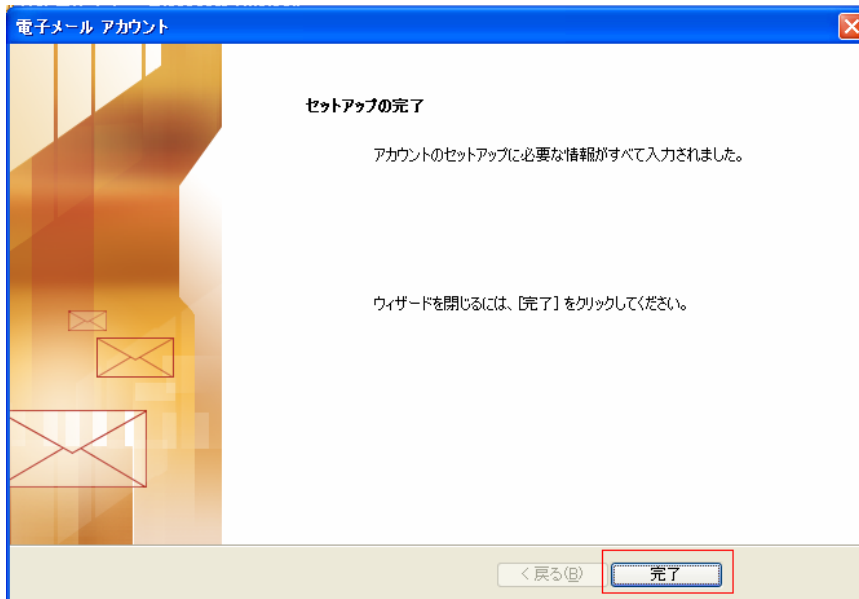 電子メール アカウント
セットアップの完了
アカウントのセットアップに必要な情報がすべて入力されました。
ウィザードを閉じるには、[完了] をクリックしてください。
< 戻る(B)
完了